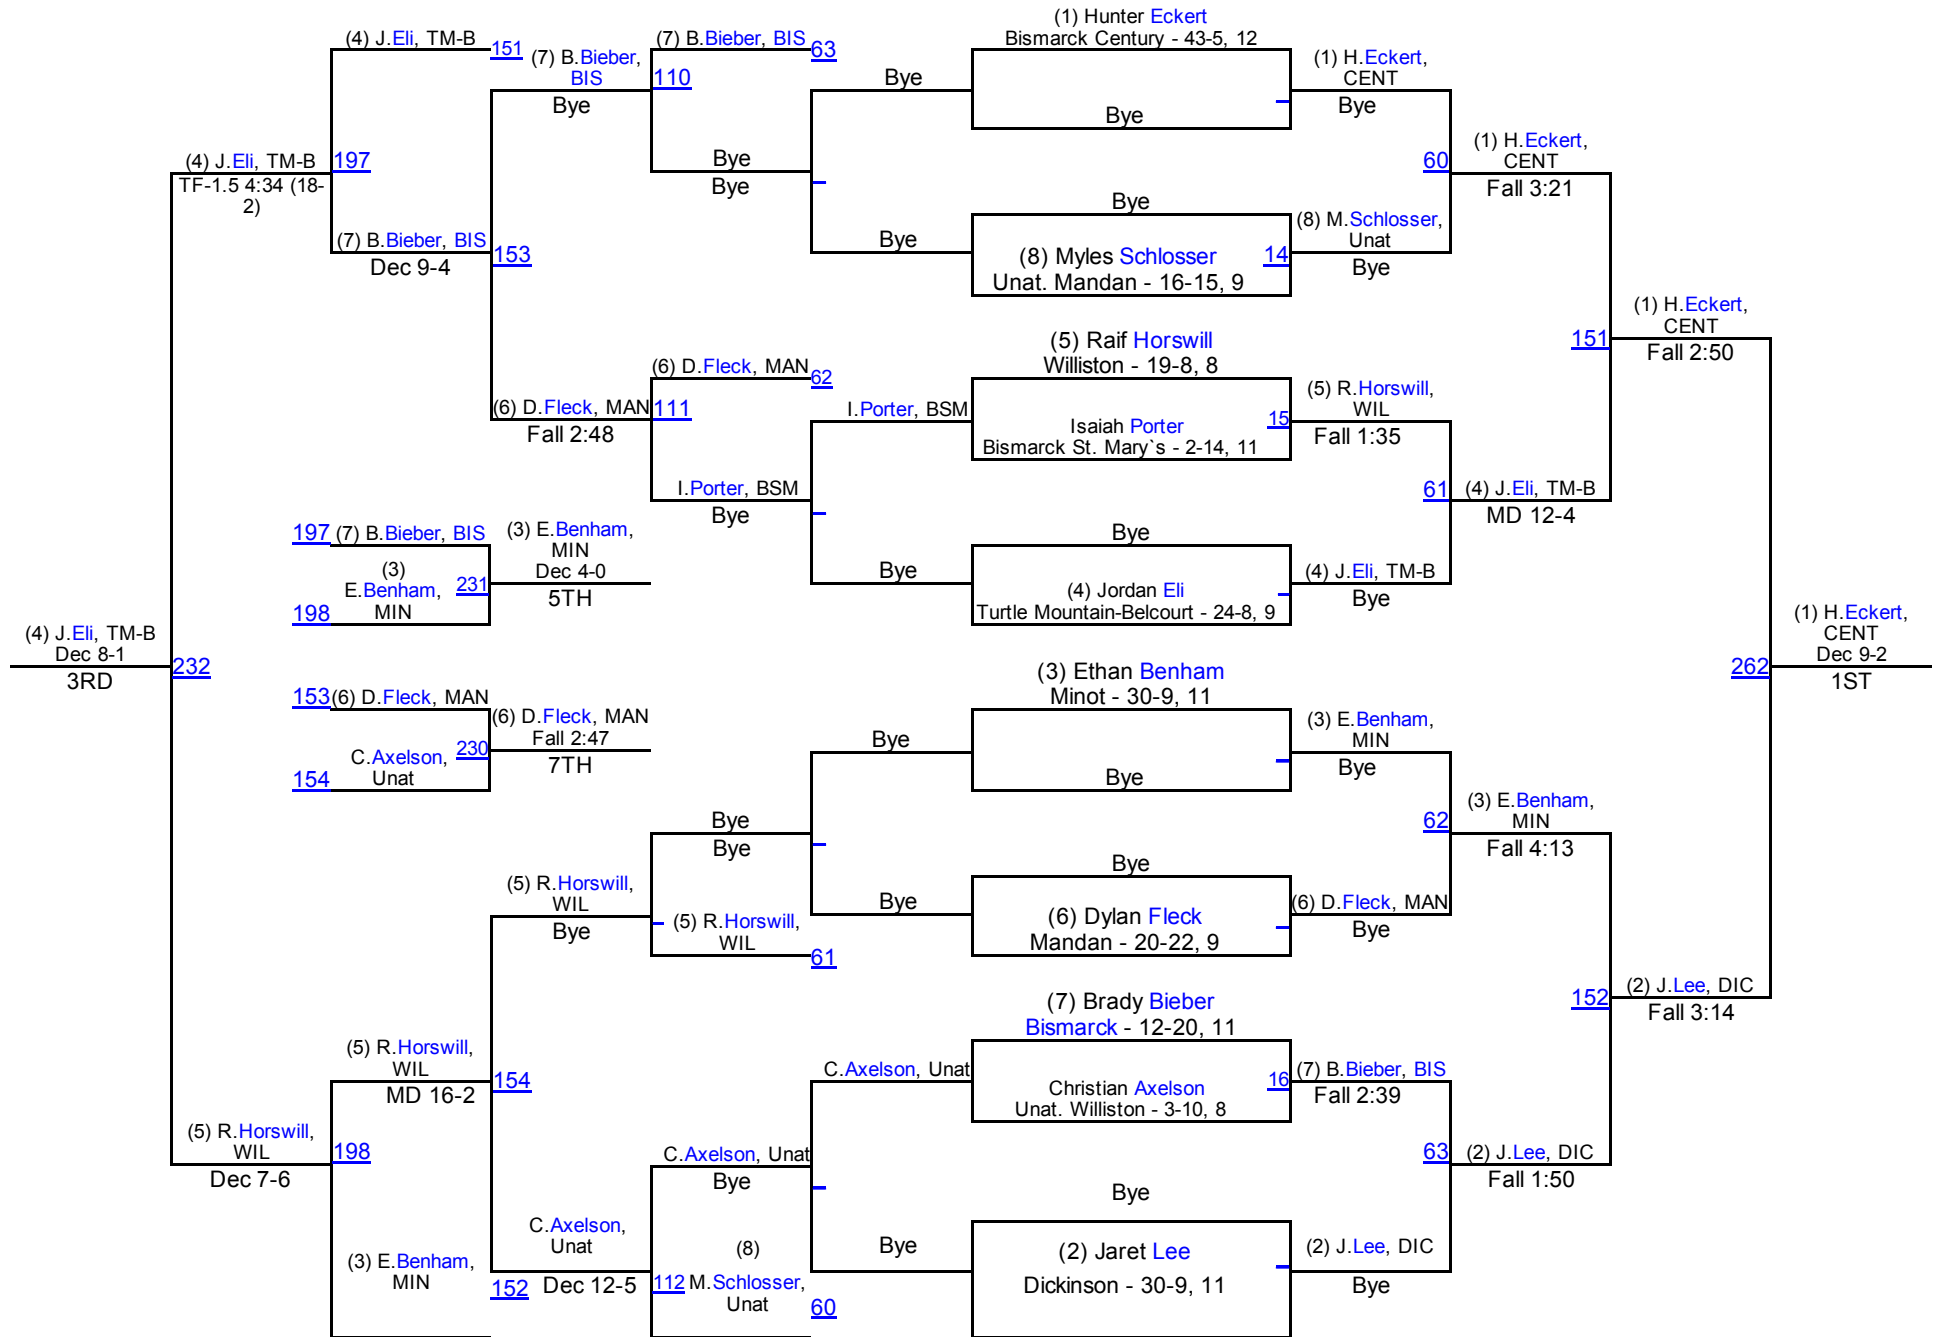 (1) Hunter Eckert
Bismarck Century - 43-5, 12
(4) J.Eli, TM-B
151
(7) B.Bieber,
BIS
Bye
(7) B.Bieber, BIS
63
110
Bye
Bye
(1) H.Eckert,
CENT
Bye
(4) J.Eli, TM-B
TF-1.5 4:34 (18-
2)
197
Bye
Bye
60
(1) H.Eckert,
CENT
Fall 3:21
Bye
(8) Myles Schlosser
Unat. Mandan - 16-15, 9
14
(8) M.Schlosser,
Unat
Bye
Bye
(7) B.Bieber, BIS
Dec 9-4
153
(1) H.Eckert,
CENT
Fall 2:50
151
(5) Raif Horswill
Williston - 19-8, 8
(6) D.Fleck, MAN
62
(6) D.Fleck, MAN
Fall 2:48
111
I.Porter, BSM
Isaiah Porter
Bismarck St. Mary`s - 2-14, 11
15
(5) R.Horswill,
WIL
Fall 1:35
I.Porter, BSM
Bye
61
(4) J.Eli, TM-B
MD 12-4
197
(7) B.Bieber, BIS
(3)
E.Benham,
MIN
198
231
(3) E.Benham,
MIN
Dec 4-0
5TH
Bye
Bye
(4) Jordan Eli
Turtle Mountain-Belcourt - 24-8, 9
(4) J.Eli, TM-B
Bye
(4) J.Eli, TM-B
Dec 8-1
3RD
232
(1) H.Eckert,
CENT
Dec 9-2
1ST
262
(3) Ethan Benham
Minot - 30-9, 11
153
(6) D.Fleck, MAN
C.Axelson,
Unat
154
230
(6) D.Fleck, MAN
Fall 2:47
7TH
Bye
Bye
(3) E.Benham,
MIN
Bye
Bye
Bye
62
(3) E.Benham,
MIN
Fall 4:13
(5) R.Horswill,
WIL
Bye
(5) R.Horswill,
WIL
61
Bye
Bye
(6) Dylan Fleck
Mandan - 20-22, 9
(6) D.Fleck, MAN
Bye
152
(2) J.Lee, DIC
Fall 3:14
(7) Brady Bieber
Bismarck - 12-20, 11
(5) R.Horswill,
WIL
MD 16-2
154
C.Axelson, Unat
Christian Axelson
Unat. Williston - 3-10, 8
16
(7) B.Bieber, BIS
Fall 2:39
(5) R.Horswill,
WIL
Dec 7-6
198
C.Axelson, Unat
Bye
63
(2) J.Lee, DIC
Fall 1:50
Bye
(3) E.Benham,
MIN
152
C.Axelson,
Unat
Dec 12-5
(8)
M.Schlosser,
Unat
112
60
Bye
(2) Jaret Lee
Dickinson - 30-9, 11
(2) J.Lee, DIC
Bye